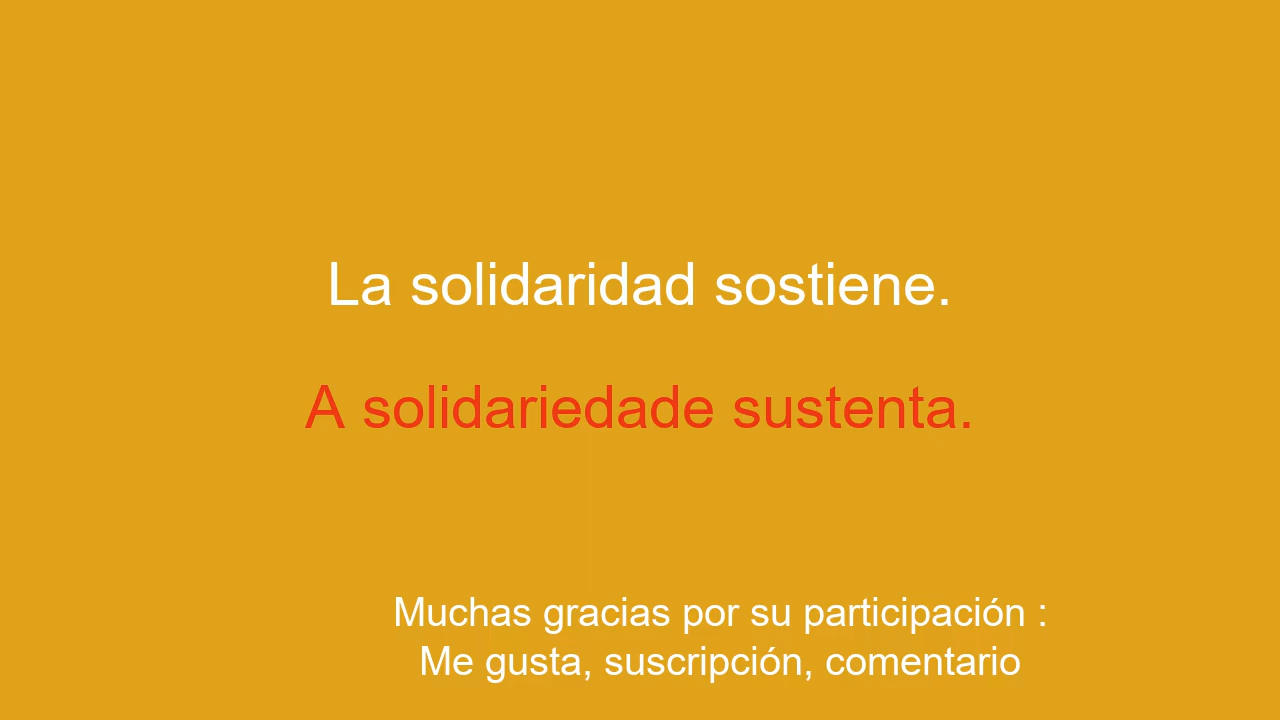 La solidaridad sostiene.
A solidariedade sustenta.
Muchas gracias por su participación :
Me gusta, suscripción, comentario